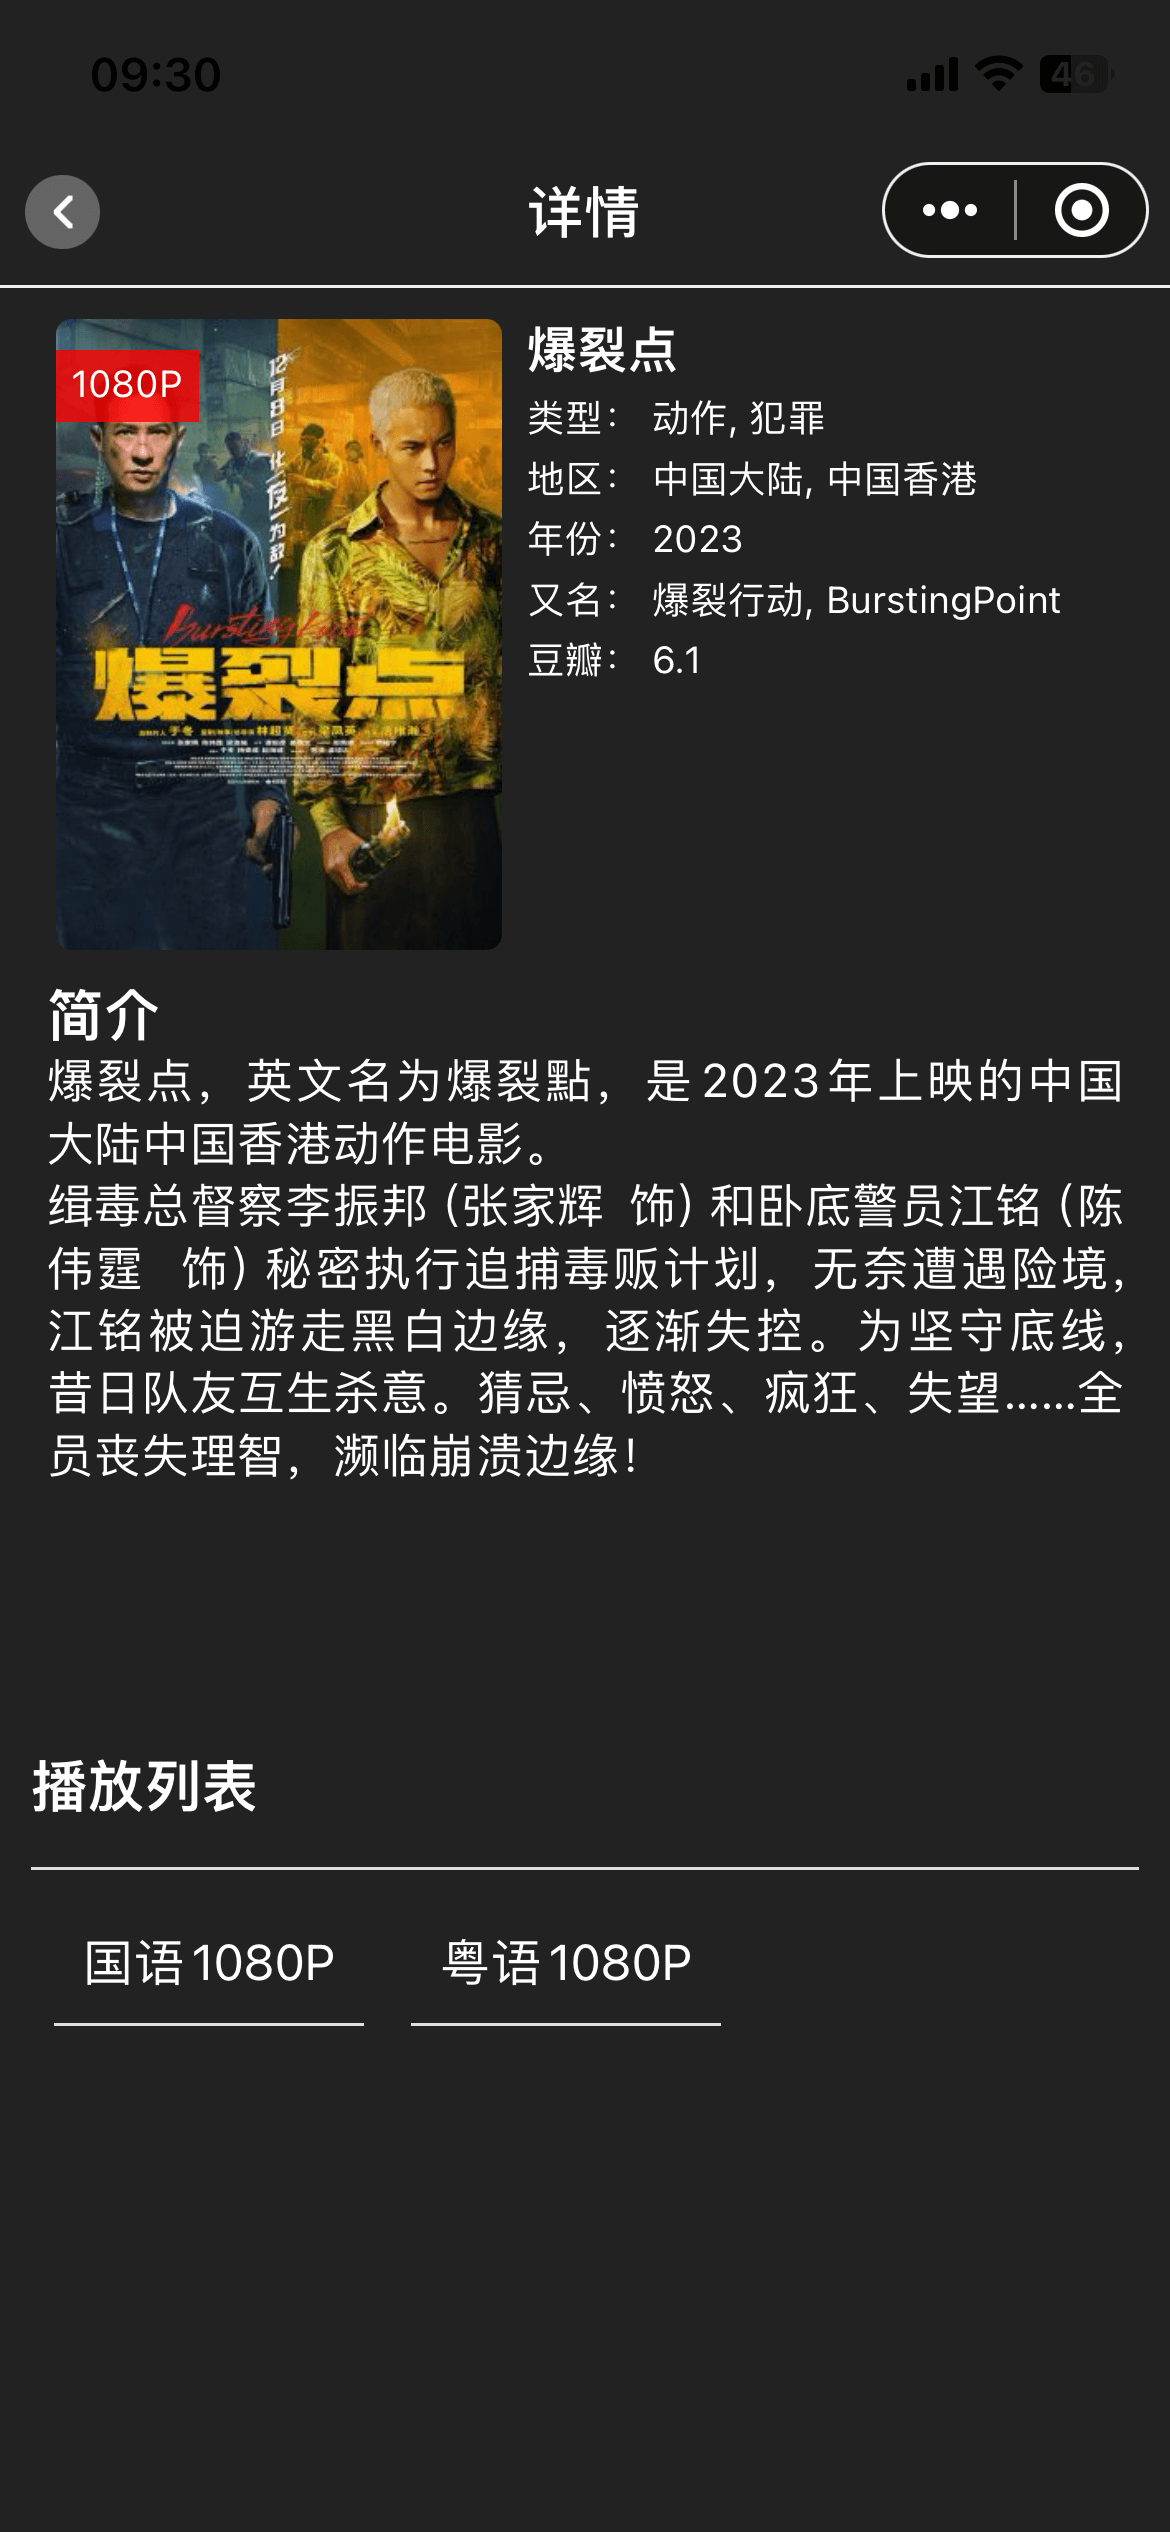 09:30
46
详情
1080P
12月8日 化友为敌!
BurstingPoint
爆裂点
爆裂点
类型： 动作, 犯罪
地区： 中国大陆, 中国香港
年份： 2023
又名： 爆裂行动, BurstingPoint
豆瓣： 6.1
简介
爆裂点，英文名为爆裂點，是2023年上映的中国
大陆中国香港动作电影。
缉毒总督察李振邦（张家辉 饰）和卧底警员江铭（陈
伟霆 饰）秘密执行追捕毒贩计划，无奈遭遇险境，
江铭被迫游走黑白边缘，逐渐失控。为坚守底线，
昔日队友互生杀意。猜忌、愤怒、疯狂、失望……全
员丧失理智，濒临崩溃边缘！
播放列表
国语1080P
粤语1080P